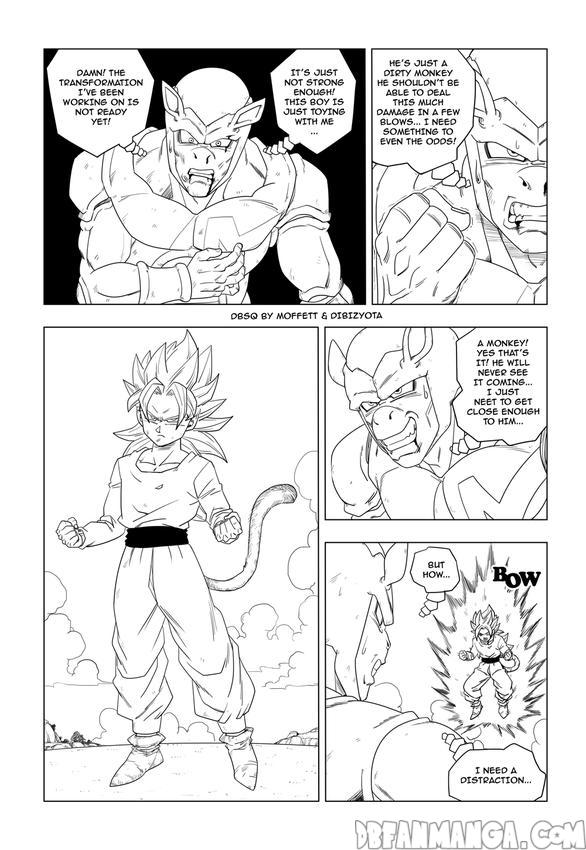 DAMN! THE
TRANSFORMATION
I'VE BEEN
WORKING ON IS
NOT READY
YET!
IT'S JUST
NOT STRONG
ENOUGH!
THIS BOY IS
JUST TOYING
WITH ME
...
HE'S JUST A
DIRTY MONKEY
HE SHOULDN'T BE
ABLE TO DEAL
THIS MUCH
DAMAGE IN A FEW
BLOWS... I NEED
SOMETHING TO
EVEN THE ODDS!
DBSQ BY MOFFETT & DIBIZYOTA
A MONKEY!
YES THAT'S
IT! HE WILL
NEVER SEE
IT COMING...
I JUST
NEET TO GET
CLOSE ENOUGH
TO HIM...
BUT
HOW...
BOW
I NEED A
DISTRACTION...
DBFANMANGA.COM